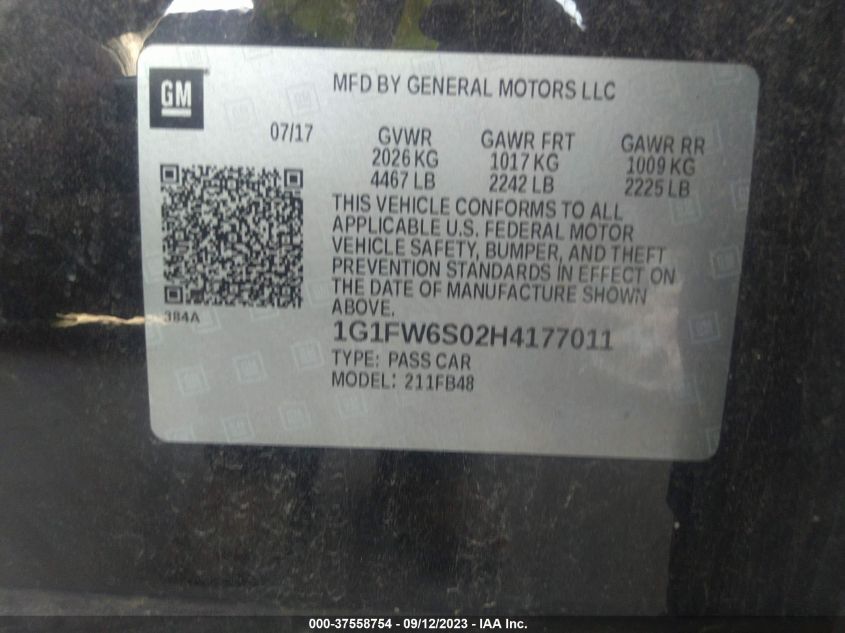 GM
MFD BY GENERAL MOTORS LLC
07/17 GVWR GAWR FRT GAWR RR
2026 KG 1017 KG 1009 KG
4467 LB 2242 LB 2225 LB
THIS VEHICLE CONFORMS TO ALL
APPLICABLE U.S. FEDERAL MOTOR
VEHICLE SAFETY, BUMPER, AND THEFT
PREVENTION STANDARDS IN EFFECT ON
THE DATE OF MANUFACTURE SHOWN
ABOVE.
384A
1G1FW6S02H4177011
TYPE: PASS CAR
MODEL: 211FB48
000-37558754 - 09/12/2023 - IAA Inc.